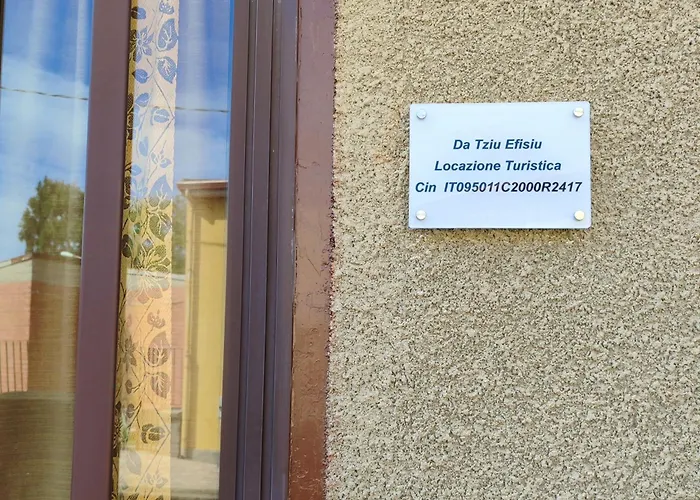 Da Tziu Efisiu
Locazione Turistica
Cin IT095011C2000R2417